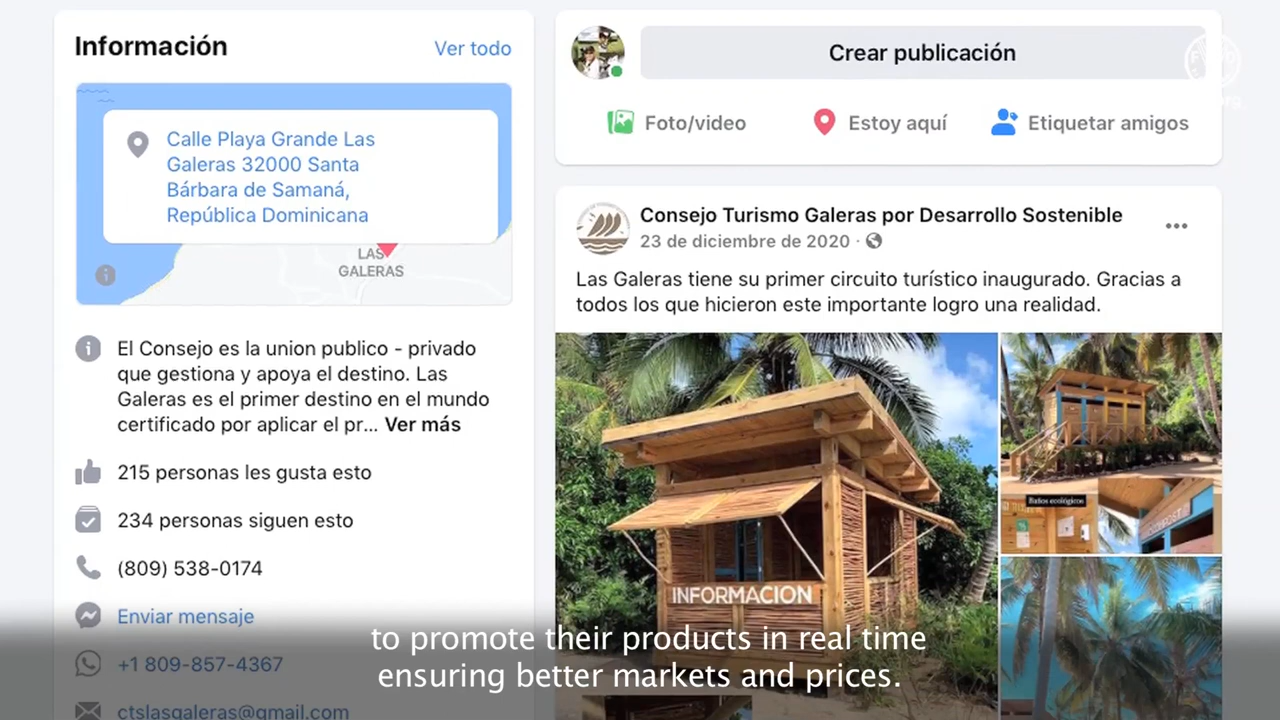 Información
Ver todo
Calle Playa Grande Las
Galeras 32000 Santa
Bárbara de Samaná,
República Dominicana
LAS
GALERAS
El Consejo es la union publico - privado
que gestiona y apoya el destino. Las
Galeras es el primer destino en el mundo
certificado por aplicar el pr... Ver más
215 personas les gusta esto
234 personas siguen esto
(809) 538-0174
Enviar mensaje
+1 809-857-4367
ctslasgaleras@gmail.com
Crear publicación
Foto/video
Estoy aquí
Etiquetar amigos
Consejo Turismo Galeras por Desarrollo Sostenible
23 de diciembre de 2020 ·
Las Galeras tiene su primer circuito turístico inaugurado. Gracias a
todos los que hicieron este importante logro una realidad.
INFORMACION
Baños ecológicos
to promote their products in real time
ensuring better markets and prices.